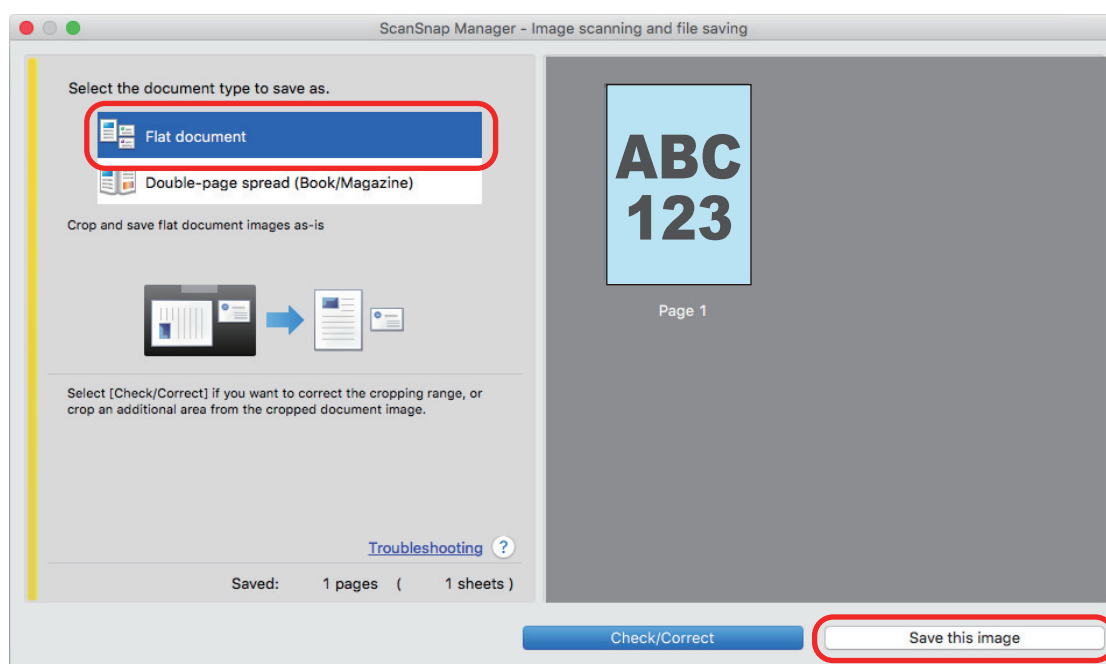 ScanSnap Manager - Image scanning and file saving
Select the document type to save as.
Flat document
Double-page spread (Book/Magazine)
Crop and save flat document images as-is
Select [Check/Correct] if you want to correct the cropping range, or
crop an additional area from the cropped document image.
Troubleshooting ?
Saved: 1 pages ( 1 sheets )
ABC
123
Page 1
Check/Correct
Save this image